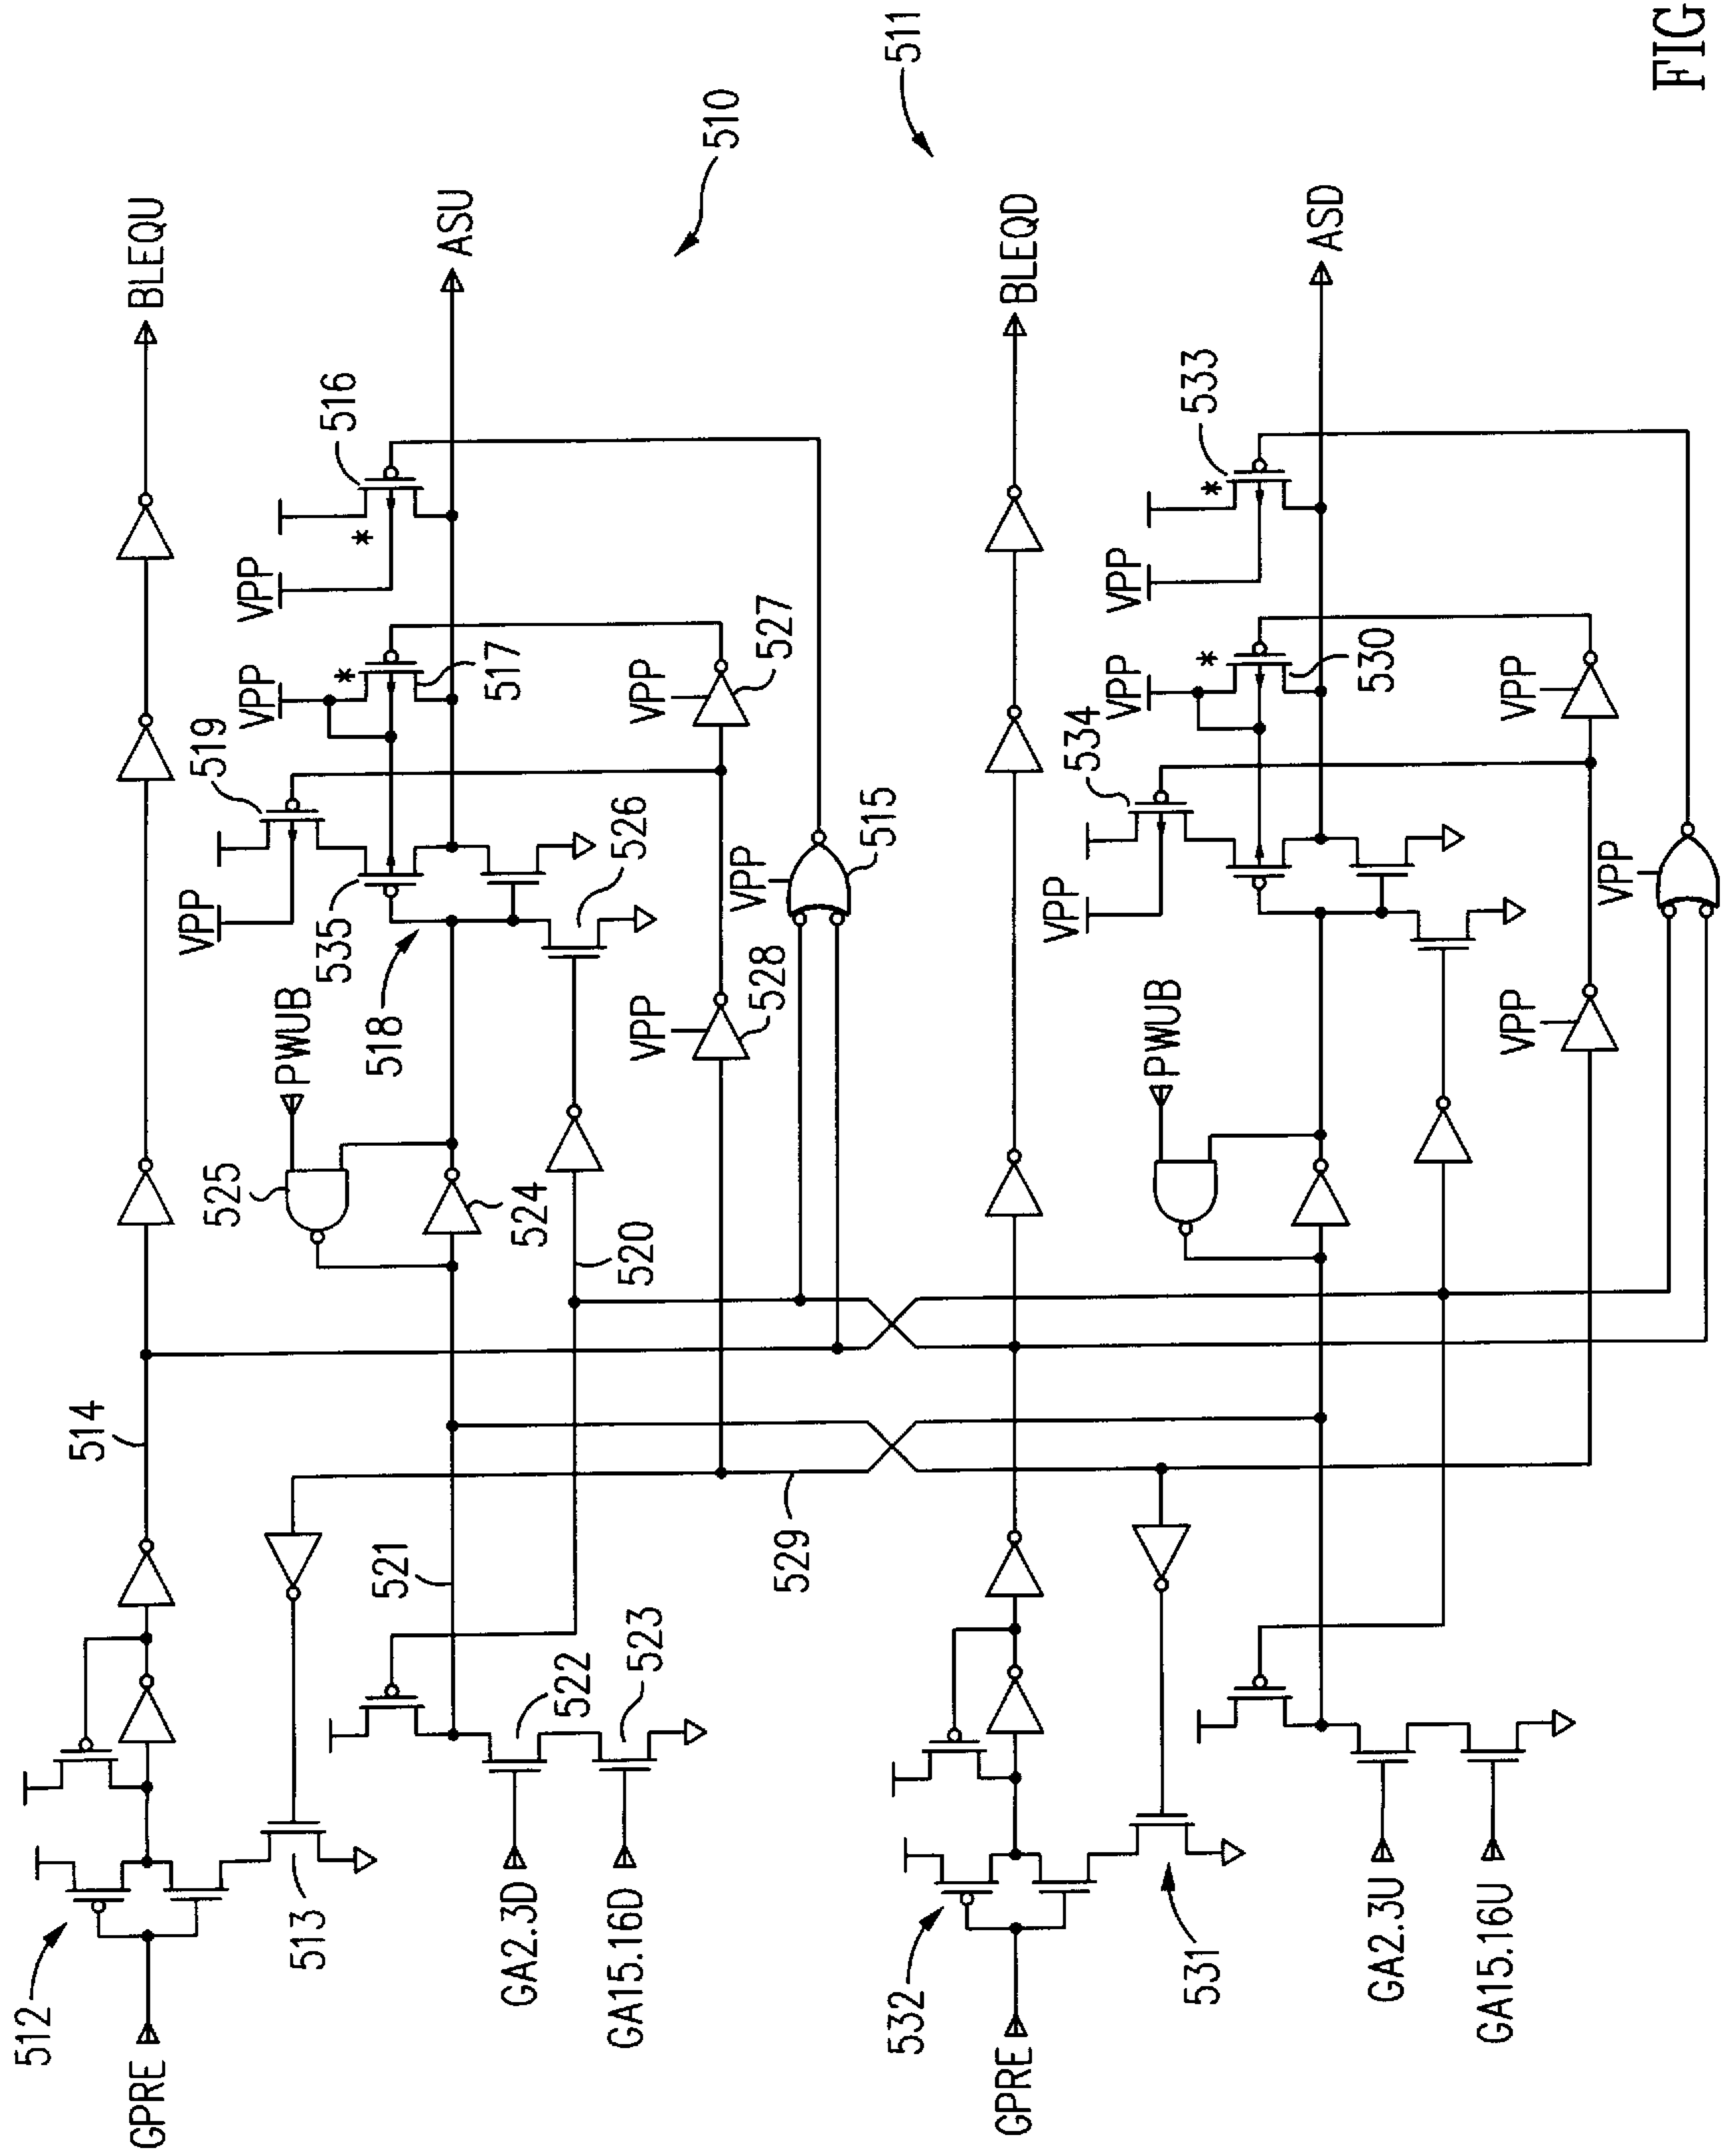 FIG
511
510
BLEQU
ASU
BLEQD
ASD
516
533
VPP
VPP
VPP
VPP
*
*
*
*
517
527
530
VPP
VPP
519
534
VPP
VPP
535
526
515
VPP
VPP
518
528
VPP
VPP
PWUB
PWUB
525
524
520
514
521
529
522
523
512
513
532
531
GPRE
GA2.3D
GA15.16D
GPRE
GA2.3U
GA15.16U